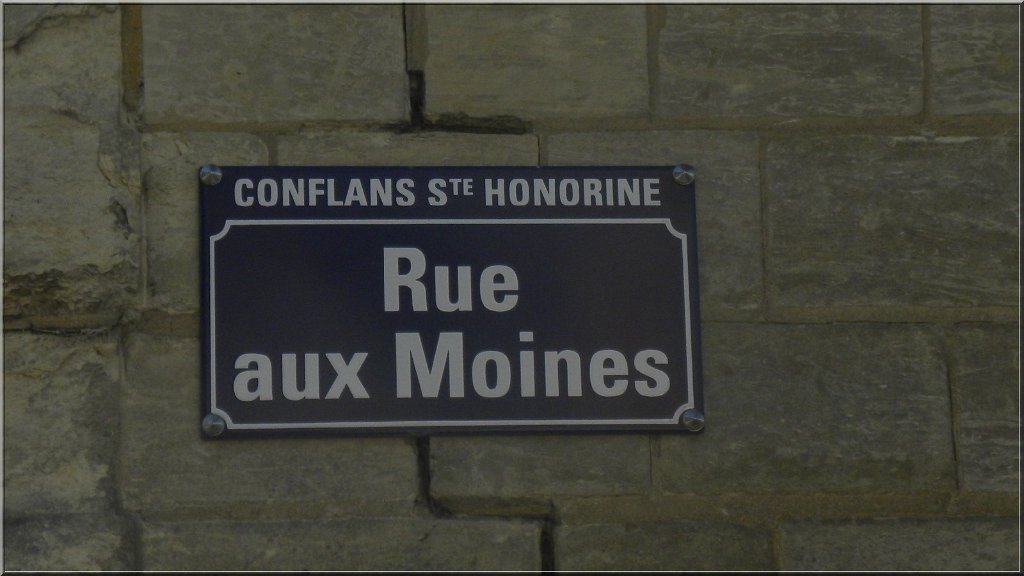 CONFLANS STE HONORINE
Rue
aux Moines